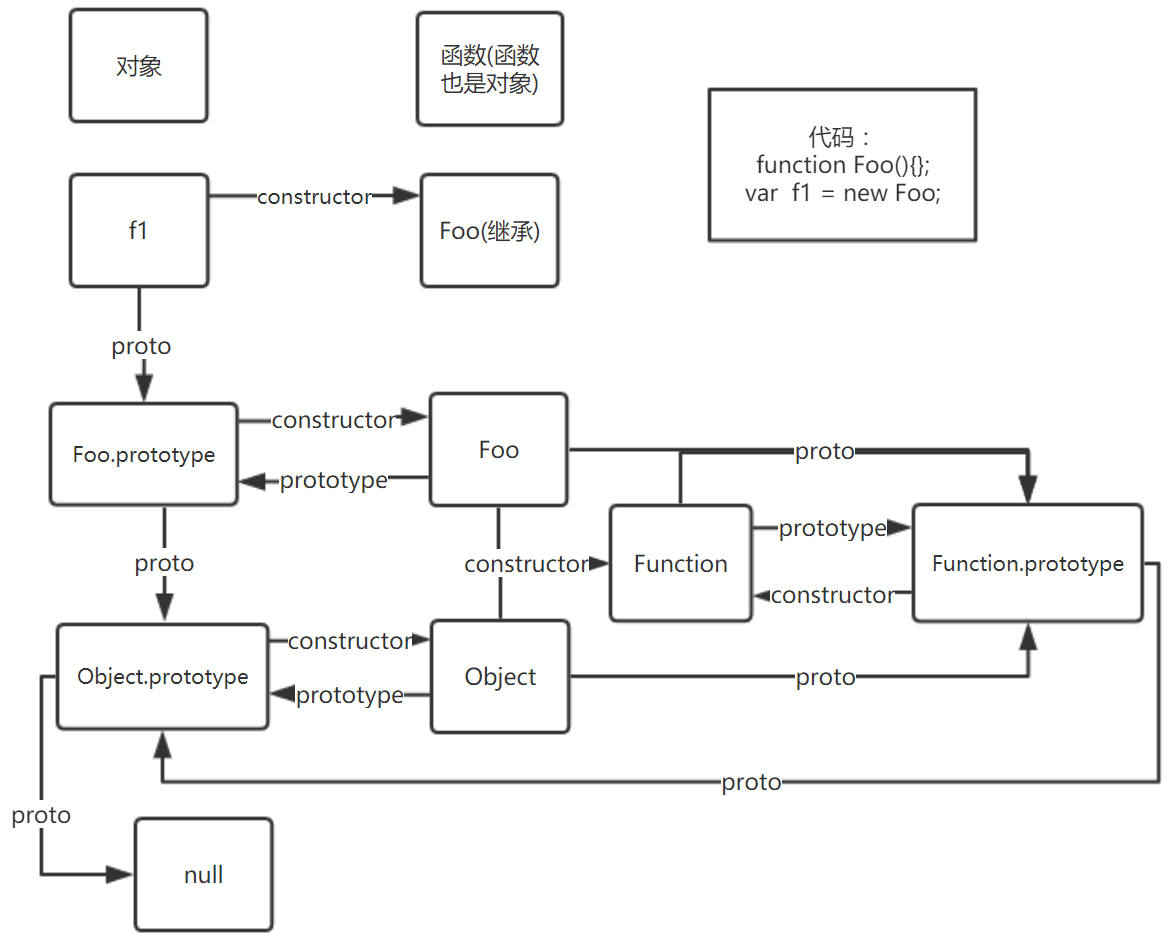 对象
函数(函数
也是对象)
代码：
function Foo(){};
var f1 = new Foo;
f1
constructor
Foo(继承)
proto
Foo.prototype
constructor
prototype
Foo
proto
proto
constructor
Function
prototype
constructor
Function.prototype
Object.prototype
constructor
prototype
Object
proto
proto
proto
null